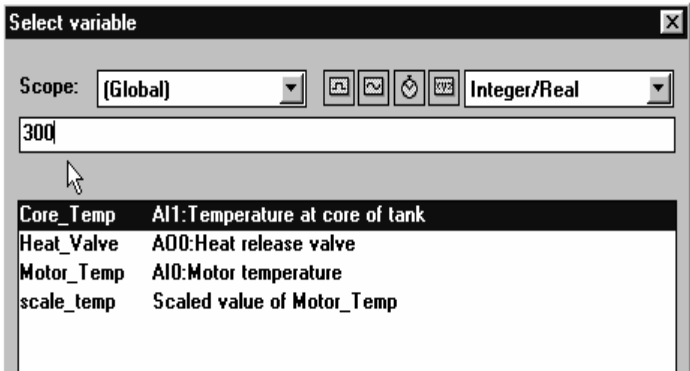 Select variable
Scope: (Global) xyz Integer/Real
300
Core_Temp AI1:Temperature at core of tank
Heat_Valve AO0:Heat release valve
Motor_Temp AI0:Motor temperature
scale_temp Scaled value of Motor_Temp